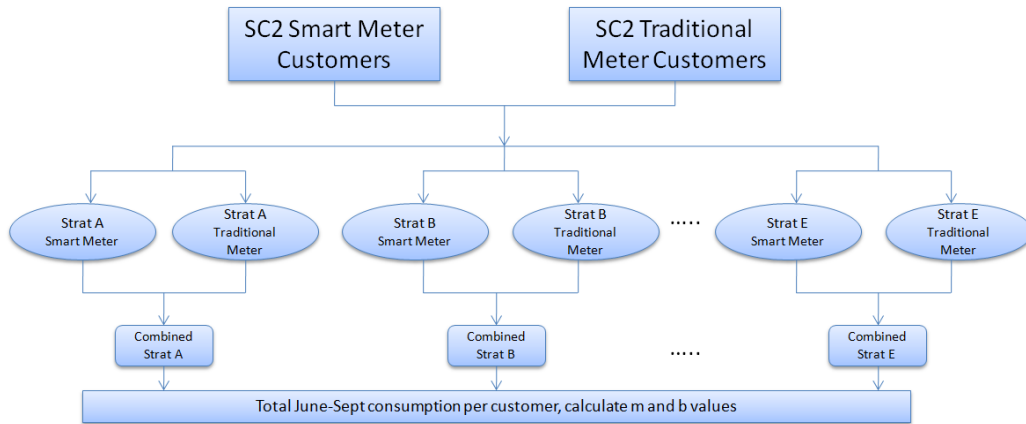 SC2 Smart Meter
Customers
SC2 Traditional
Meter Customers
Strat A
Smart Meter
Strat A
Traditional
Meter
Strat B
Smart Meter
Strat B
Traditional
Meter
.....
Strat E
Smart Meter
Strat E
Traditional
Meter
Combined
Strat A
Combined
Strat B
.....
Combined
Strat E
Total June-Sept consumption per customer, calculate m and b values